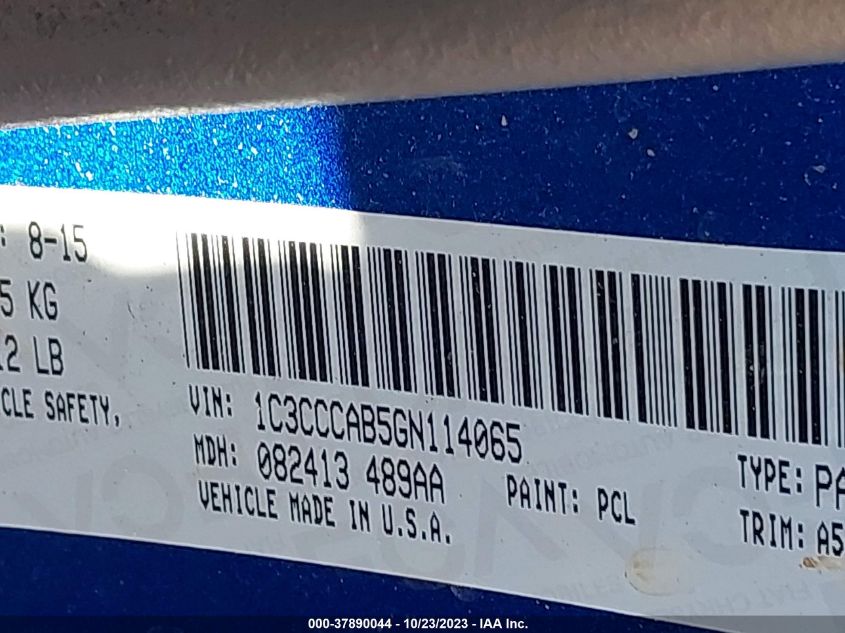 : 8-15
5 KG
12 LB
CLE SAFETY,
VIN: 1C3CCCAB5GN114065
MDH: 082413 489AA
PAINT: PCL
VEHICLE MADE IN U.S.A.
TYPE: PA
TRIM: A5
000-37890044 - 10/23/2023 - IAA Inc.